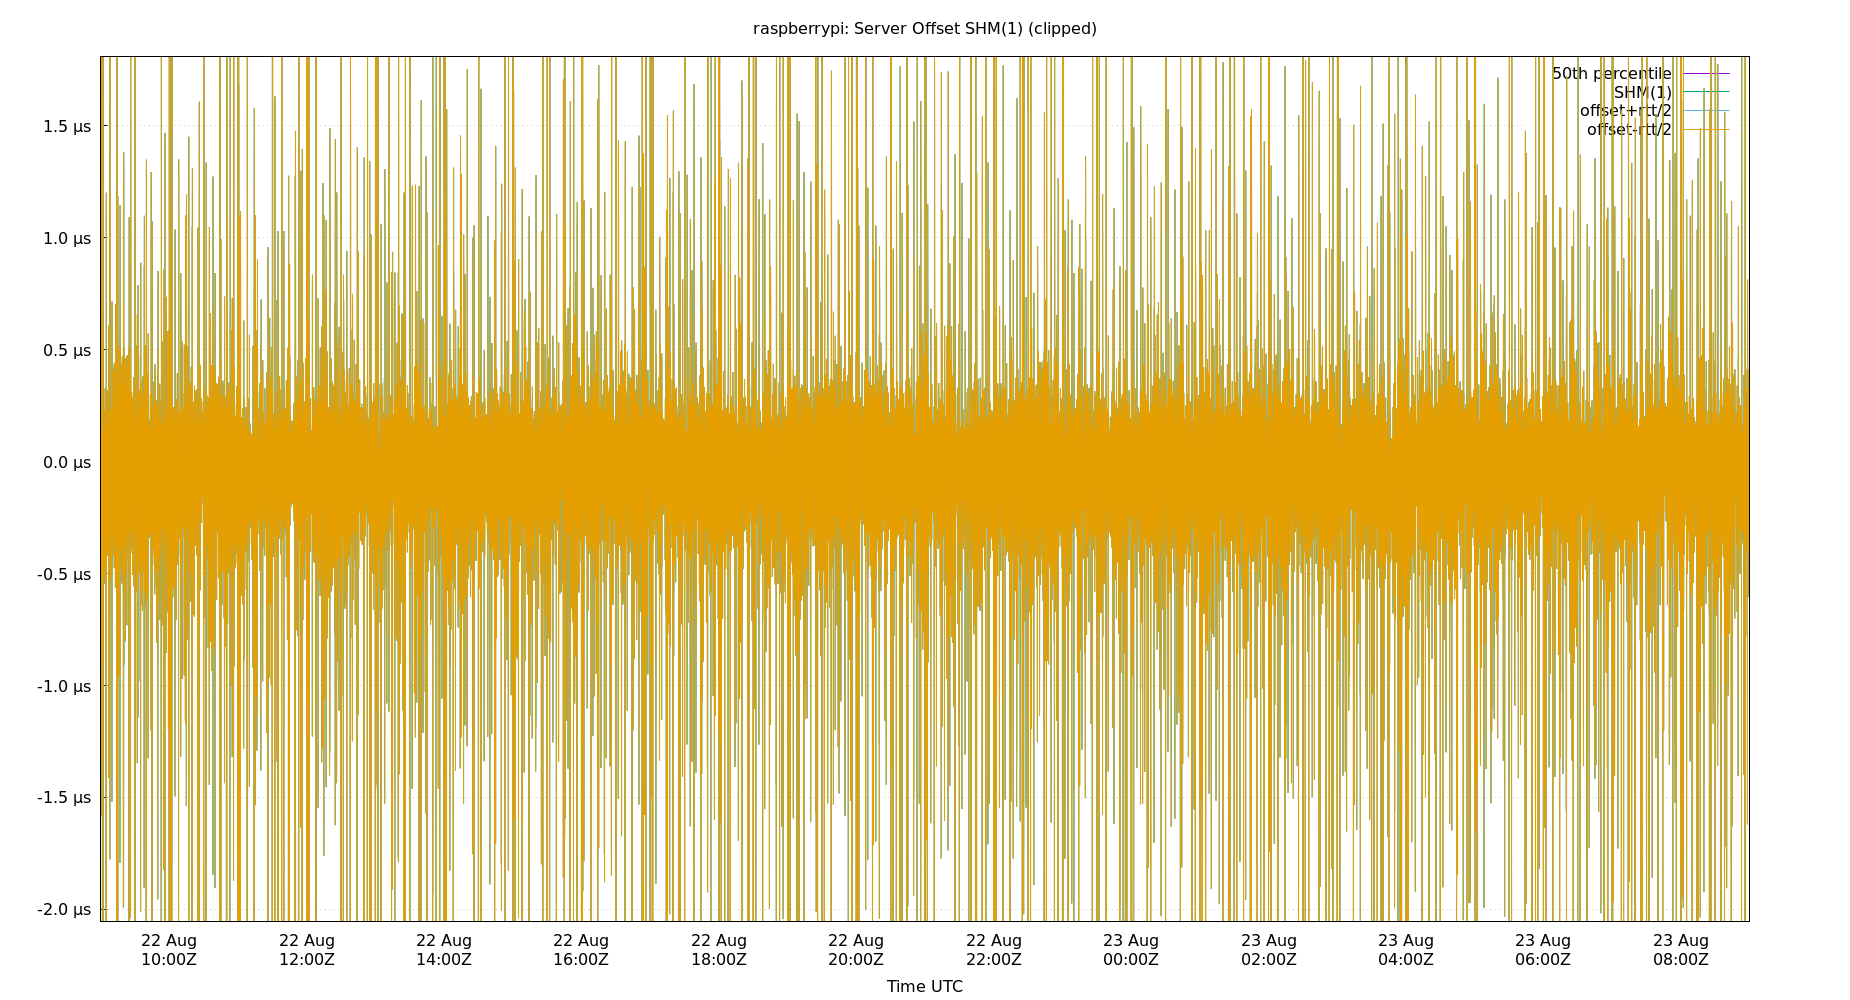 raspberrypi: Server Offset SHM(1) (clipped)
50th percentile
SHM(1)
offset+rtt/2
offset-rtt/2
1.5 µs
1.0 µs
0.5 µs
0.0 µs
-0.5 µs
-1.0 µs
-1.5 µs
-2.0 µs
22 Aug 22 Aug 22 Aug 22 Aug 22 Aug 22 Aug 22 Aug 23 Aug 23 Aug 23 Aug 23 Aug 23 Aug
10:00Z 12:00Z 14:00Z 16:00Z 18:00Z 20:00Z 22:00Z 00:00Z 02:00Z 04:00Z 06:00Z 08:00Z
Time UTC